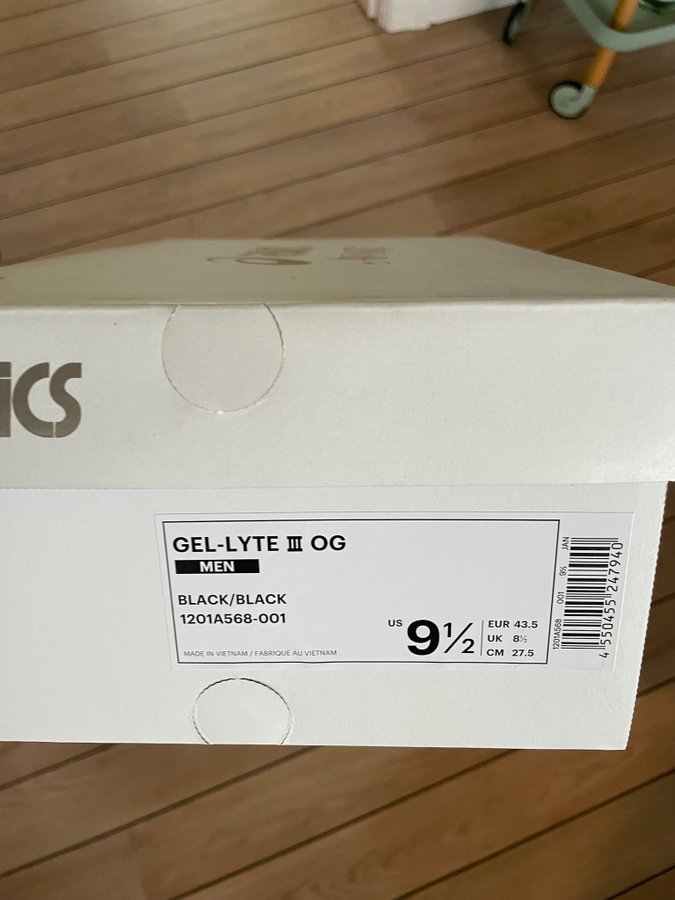 ICS
GEL-LYTE III OG
MEN
BLACK/BLACK
1201A568-001
MADE IN VIETNAM / FABRIQUE AU VIETNAM
US 9½
EUR 43.5
UK 8½
CM 27.5
1201A568 001 9½ JAN
4 550455 247940